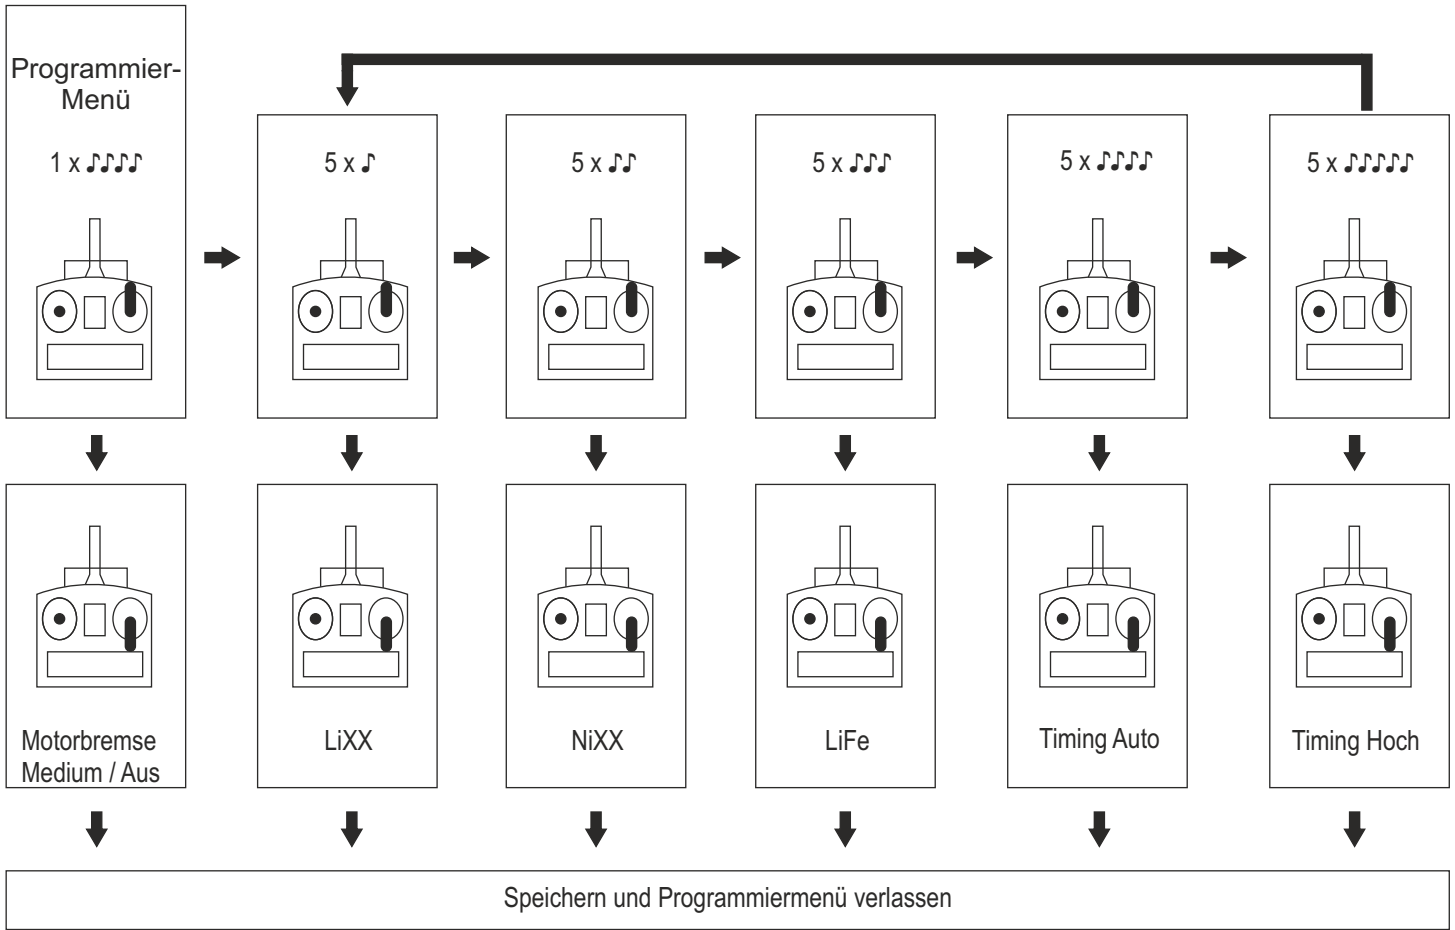 Programmier-
Menü
1 x ♪♪♪♪
5 x ♪
5 x ♪♪
5 x ♪♪♪
5 x ♪♪♪♪
5 x ♪♪♪♪♪
Motorbremse
Medium / Aus
LiXX
NiXX
LiFe
Timing Auto
Timing Hoch
Speichern und Programmiermenü verlassen